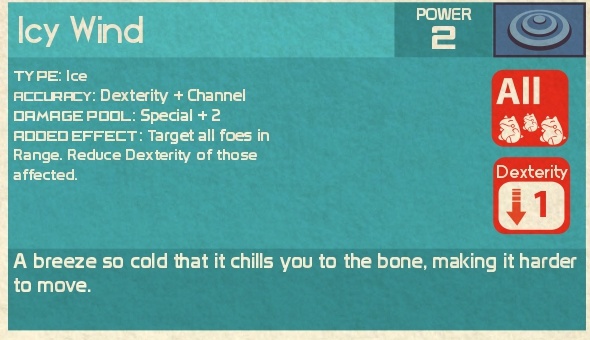 Icy Wind
POWER
2
TYPE: Ice
ACCURACY: Dexterity + Channel
DAMAGE POOL: Special + 2
ADDED EFFECT: Target all foes in
Range. Reduce Dexterity of those
affected.
All
Dexterity
1
A breeze so cold that it chills you to the bone, making it harder
to move.